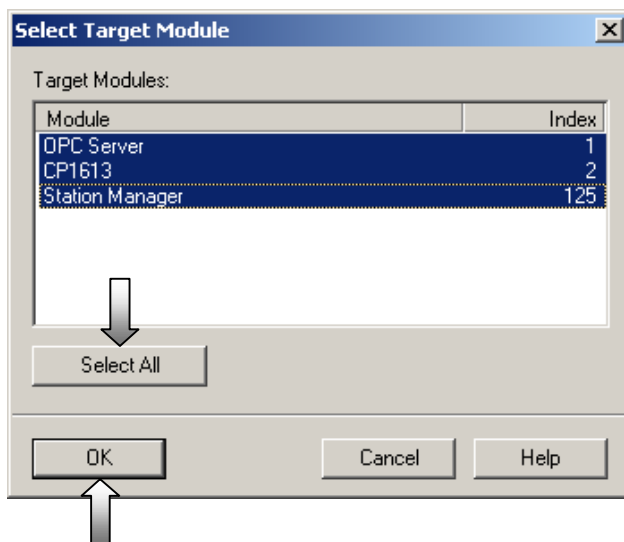 Select Target Module
Target Modules:
Module Index
OPC Server 1
CP1613 2
Station Manager 125
Select All
OK Cancel Help